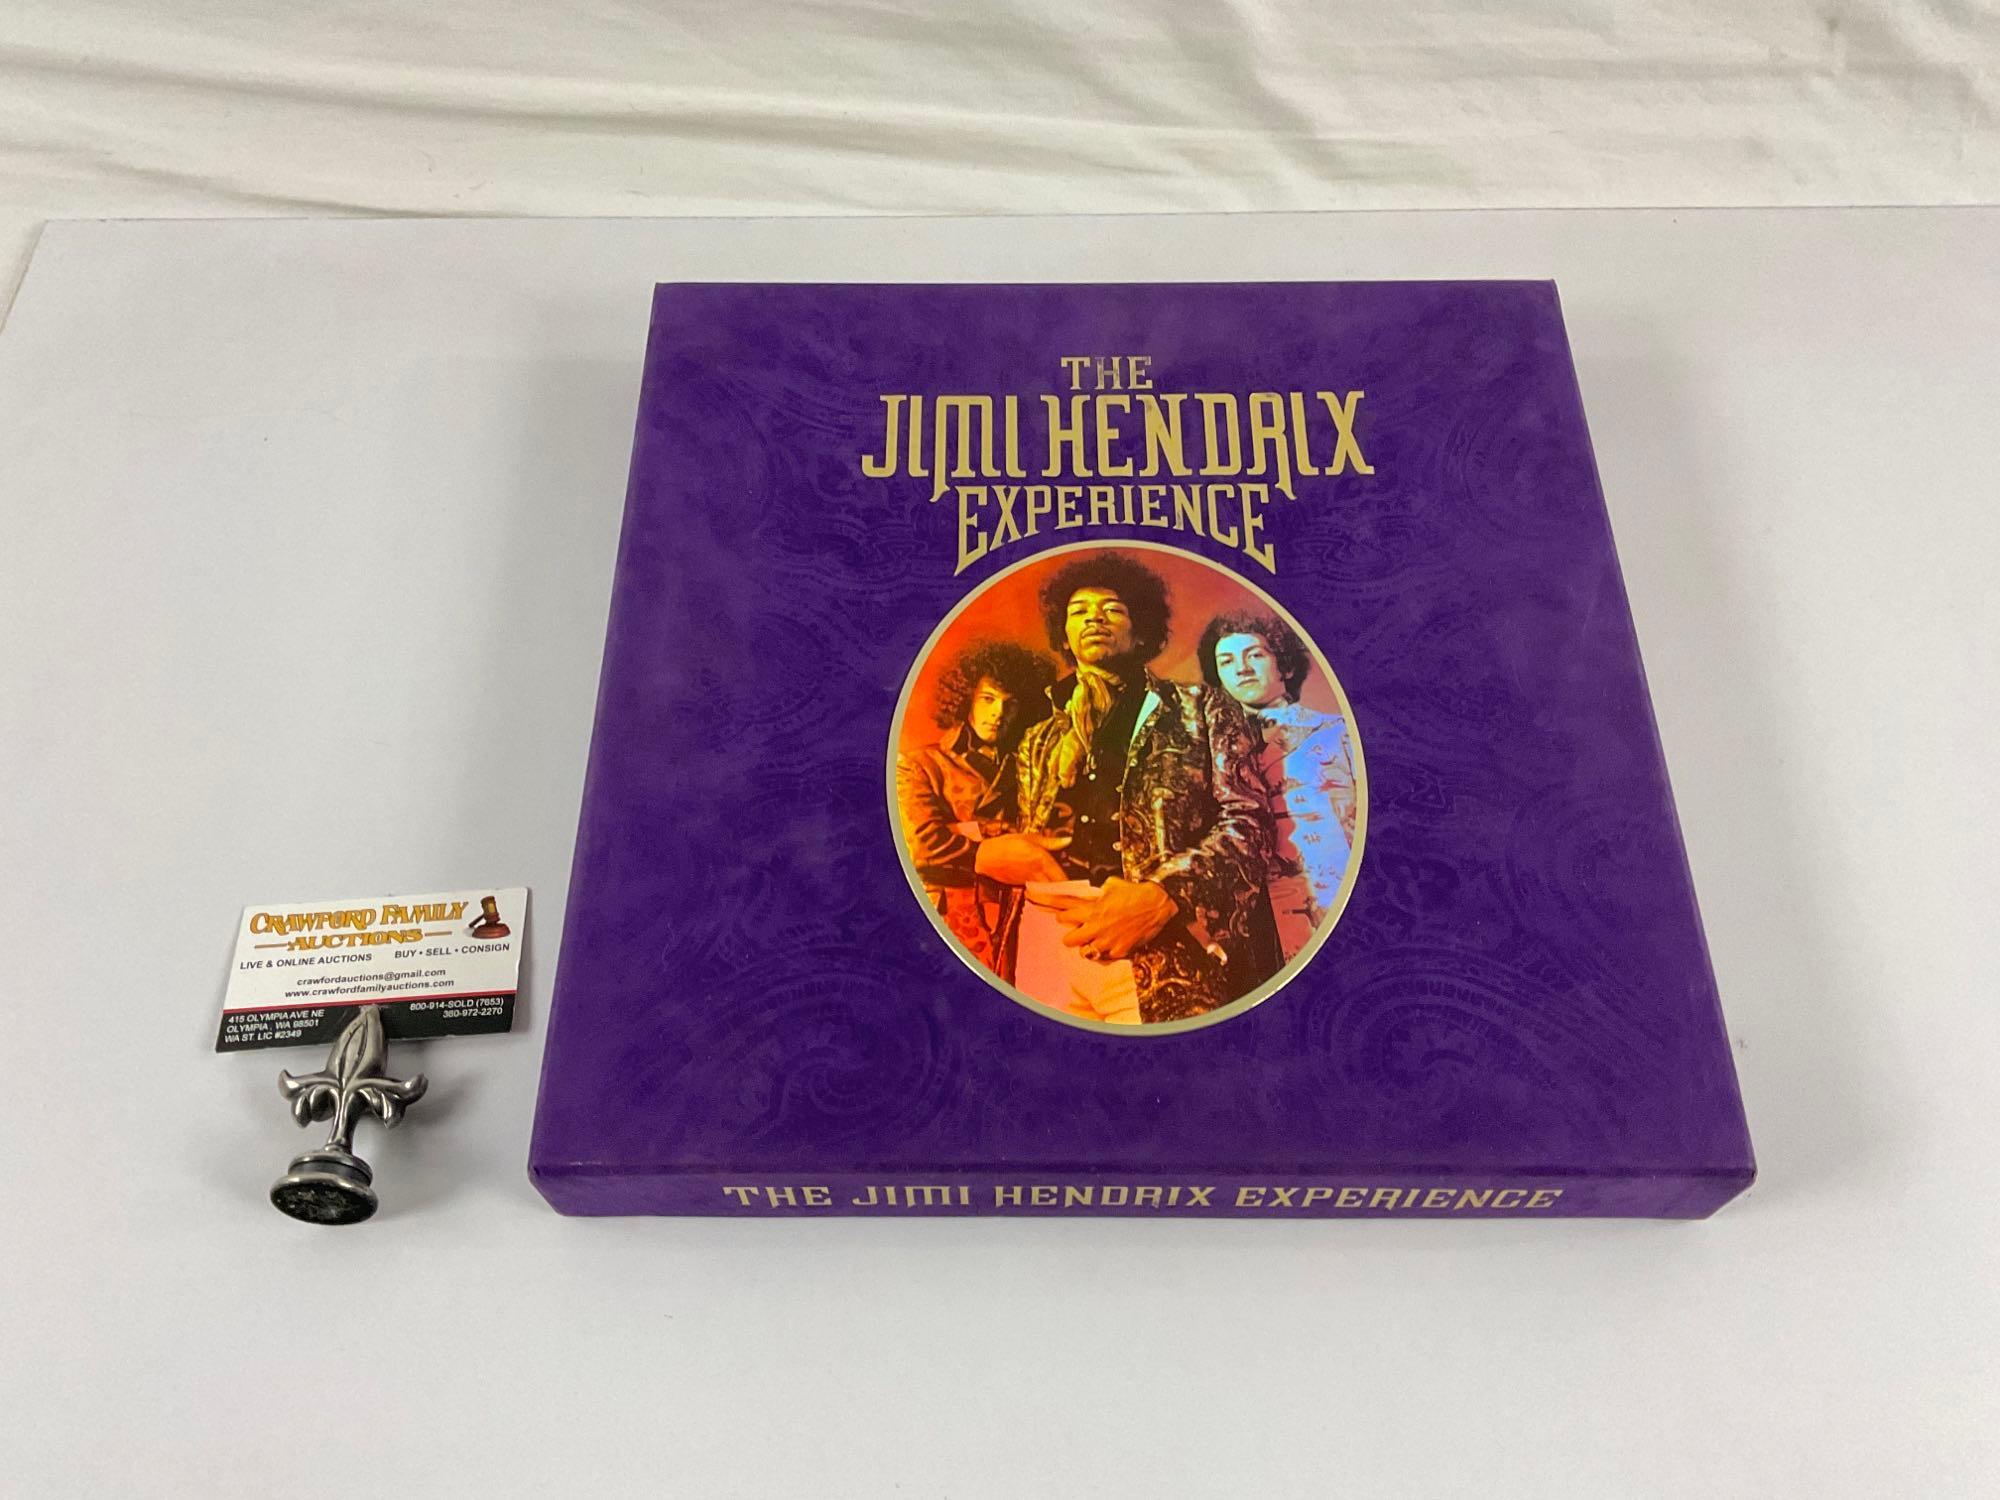 THE
JIMI HENDRIX
EXPERIENCE
THE JIMI HENDRIX EXPERIENCE
CRAWFORD FAMILY
AUCTIONS
LIVE & ONLINE AUCTIONS BUY • SELL • CONSIGN
crawfordauctions@gmail.com
www.crawfordfamilyauctions.com
415 OLYMPIA AVE NE 800-914-SOLD (7653)
OLYMPIA, WA 98501 360-972-2270
WA ST. LIC #2349